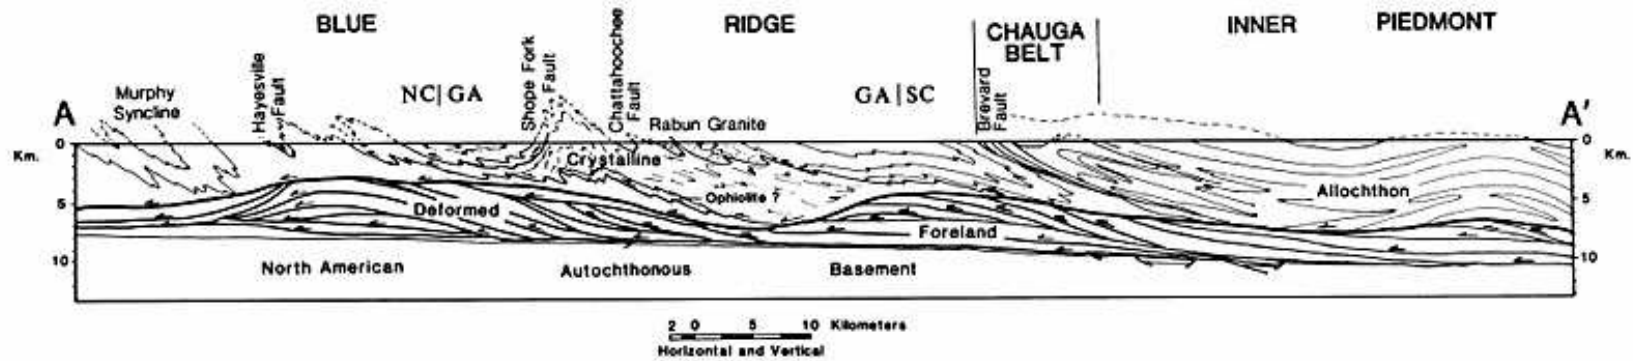 BLUE RIDGE CHAUGA BELT INNER PIEDMONT
A
Murphy
Syncline
Hayesville
Fault
NC|GA
Shope Fork
Fault
Chattahoochee
Fault
Rabun Granite
GA|SC
Brevard
Fault
A'
0
Km.
5
10
0
Km.
5
10
Crystalline
Ophiolite ?
Allochthon
Deformed
Foreland
North American Autochthonous Basement
2 0 5 10 Kilometers
Horizontal and Vertical